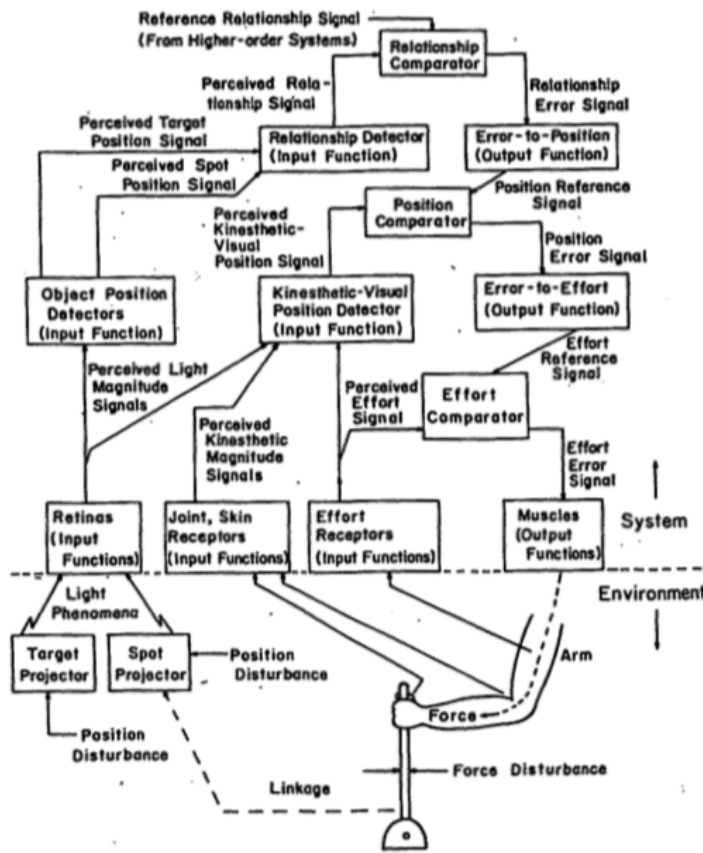 Reference Relationship Signal
(From Higher-order Systems)
Relationship
Comparator
Perceived Rela-
tionship Signal
Relationship
Error Signal
Perceived Target
Position Signal
Relationship Detector
(Input Function)
Error-to-Position
(Output Function)
Perceived Spot
Position Signal
Position Reference
Signal
Perceived
Kinesthetic-
Visual
Position Signal
Position
Comparator
Position
Error Signal
Object Position
Detectors
(Input Function)
Kinesthetic-Visual
Position Detector
(Input Function)
Error-to-Effort
(Output Function)
Effort
Reference
Signal
Perceived Light
Magnitude
Signals
Perceived
Effort
Signal
Effort
Comparator
Perceived
Kinesthetic
Magnitude
Signals
Effort
Error
Signal
Retinas
(Input
Functions)
Joint, Skin
Receptors
(Input Functions)
Effort
Receptors
(Input Functions)
Muscles
(Output
Functions)
System
Environment
Light
Phenomena
Target
Projector
Spot
Projector
Position
Disturbance
Arm
Force
Position
Disturbance
Force Disturbance
Linkage